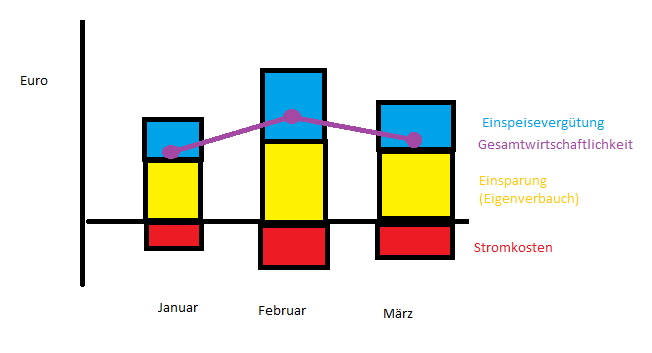 Euro
Einspeisevergütung
Gesamtwirtschaftlichkeit
Einsparung
(Eigenverbauch)
Stromkosten
Januar
Februar
März